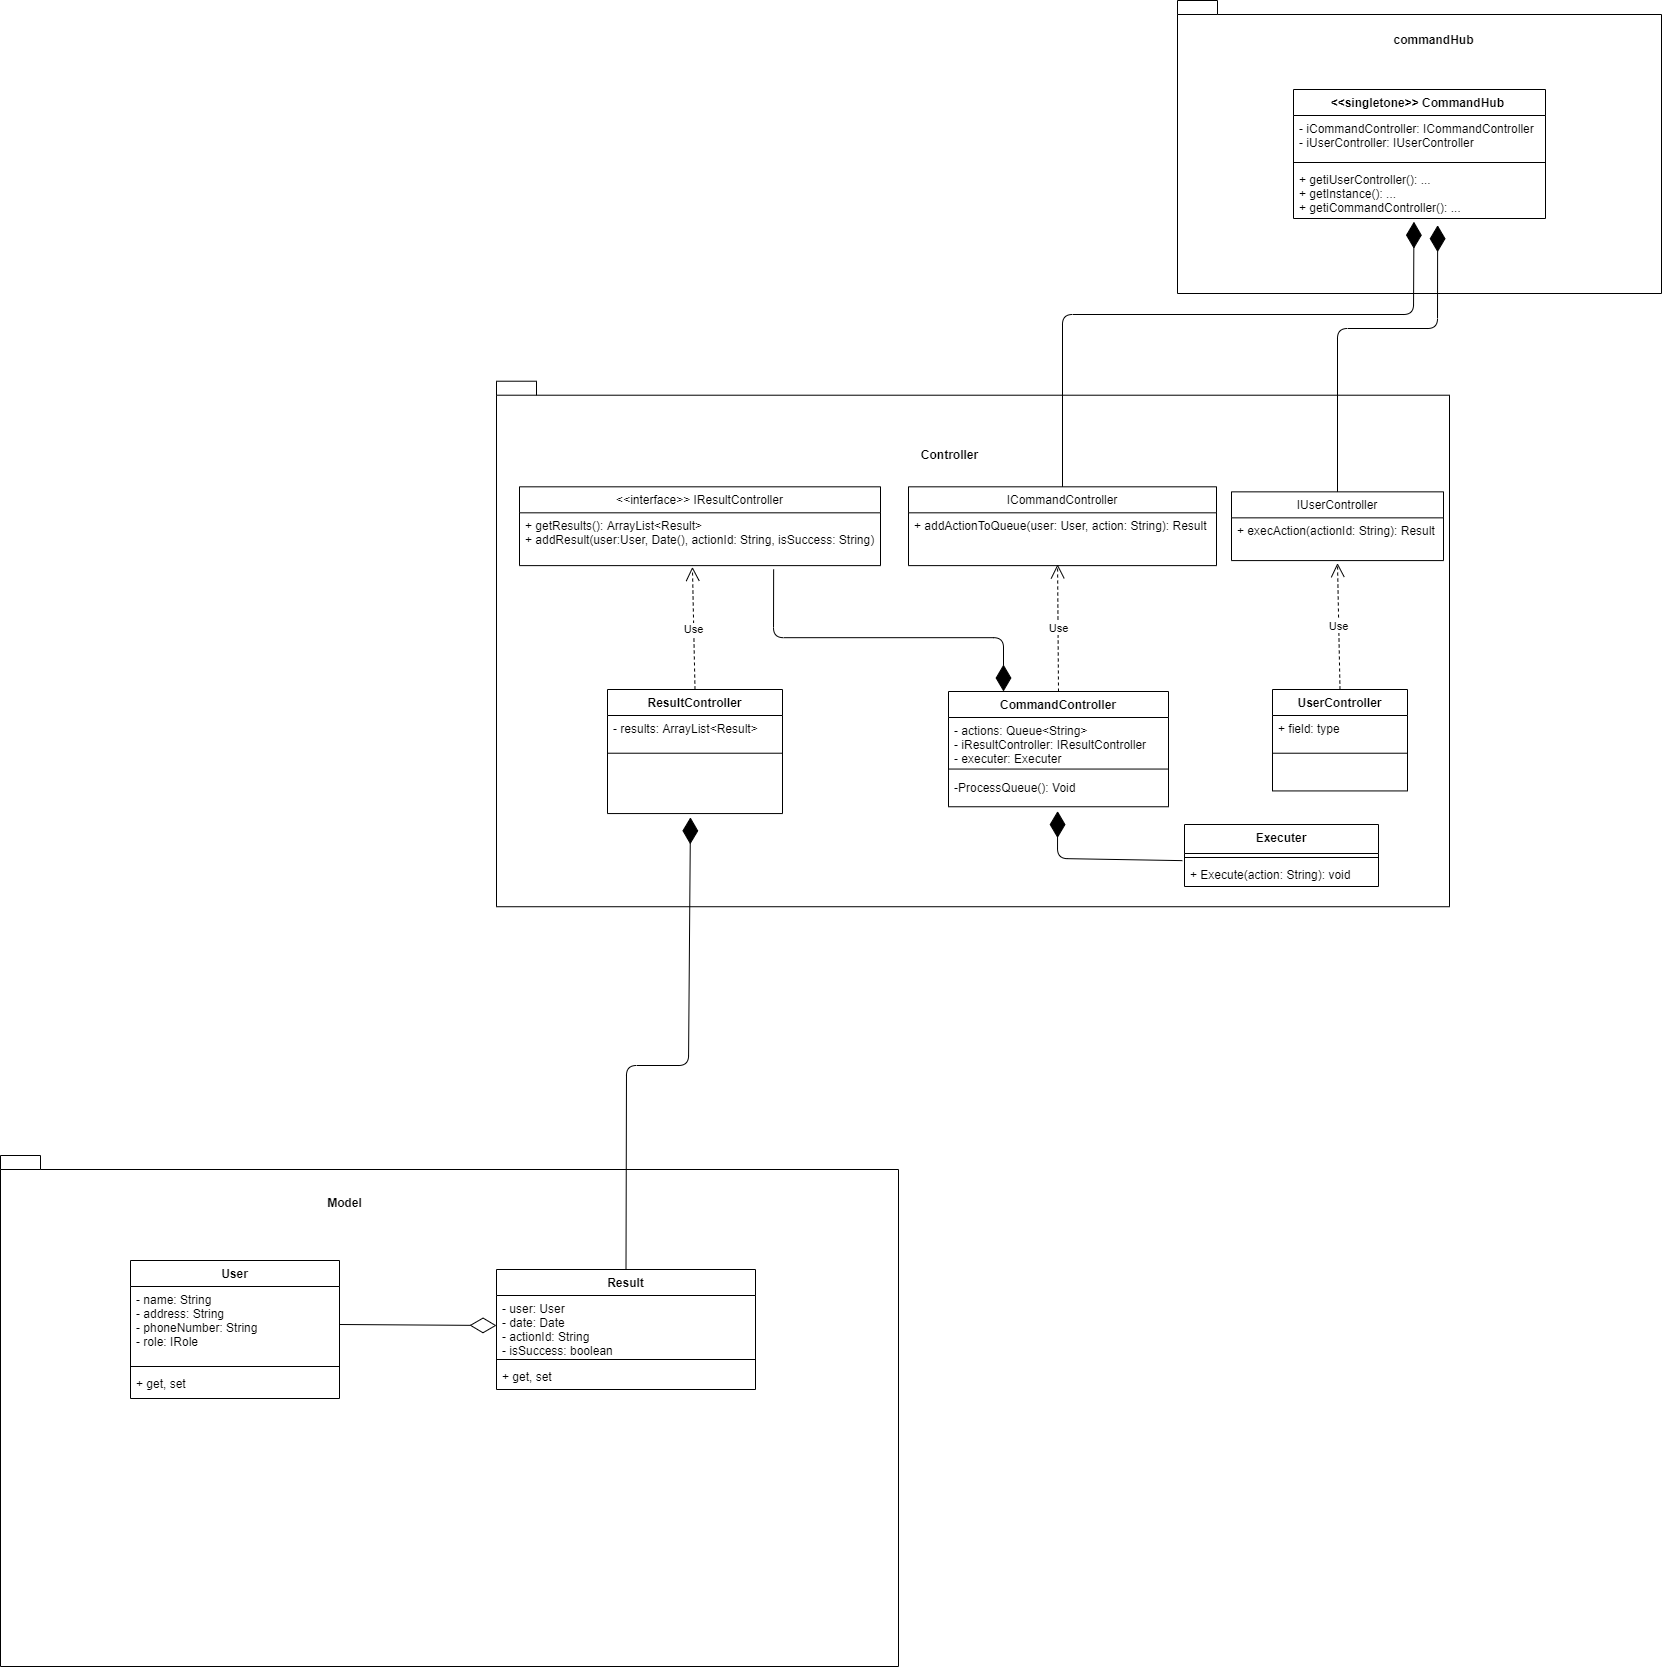 commandHub
<<singletone>> CommandHub
- iCommandController: ICommandController
- iUserController: IUserController
+ getiUserController(): ...
+ getInstance(): ...
+ getiCommandController(): ...
Controller
<<interface>> IResultController
+ getResults(): ArrayList<Result>
+ addResult(user:User, Date(), actionId: String, isSuccess: String)
ICommandController
+ addActionToQueue(user: User, action: String): Result
IUserController
+ execAction(actionId: String): Result
Use
Use
Use
ResultController
- results: ArrayList<Result>
CommandController
- actions: Queue<String>
- iResultController: IResultController
- executer: Executer
-ProcessQueue(): Void
UserController
+ field: type
Executer
+ Execute(action: String): void
Model
User
- name: String
- address: String
- phoneNumber: String
- role: IRole
+ get, set
Result
- user: User
- date: Date
- actionId: String
- isSuccess: boolean
+ get, set